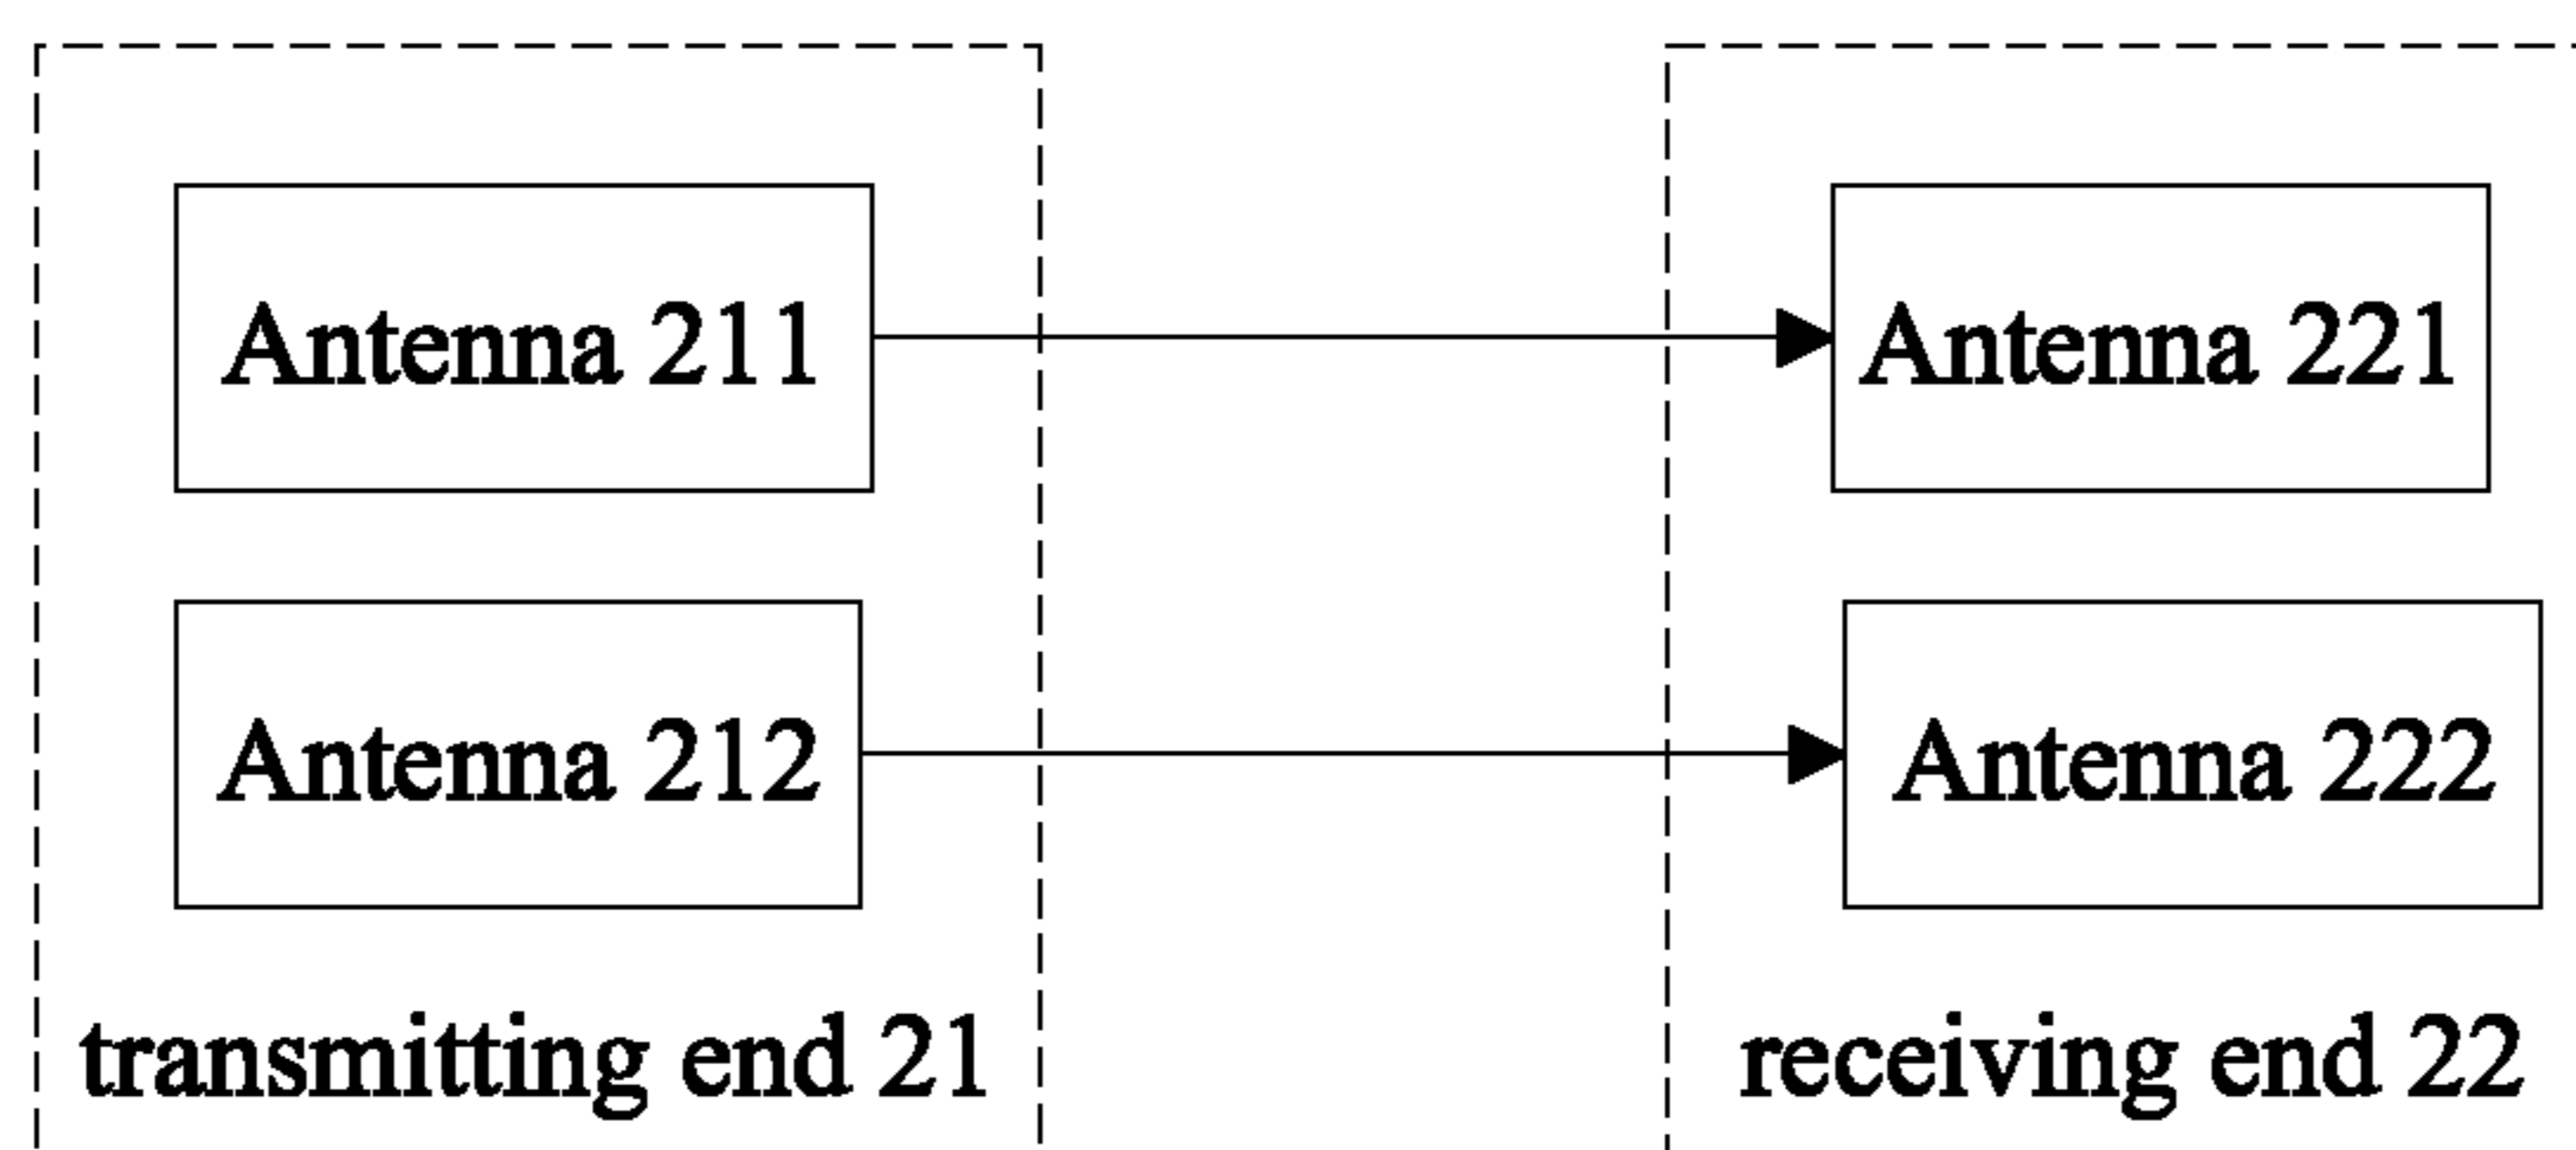 Antenna 211
Antenna 221
Antenna 212
Antenna 222
transmitting end 21
receiving end 22